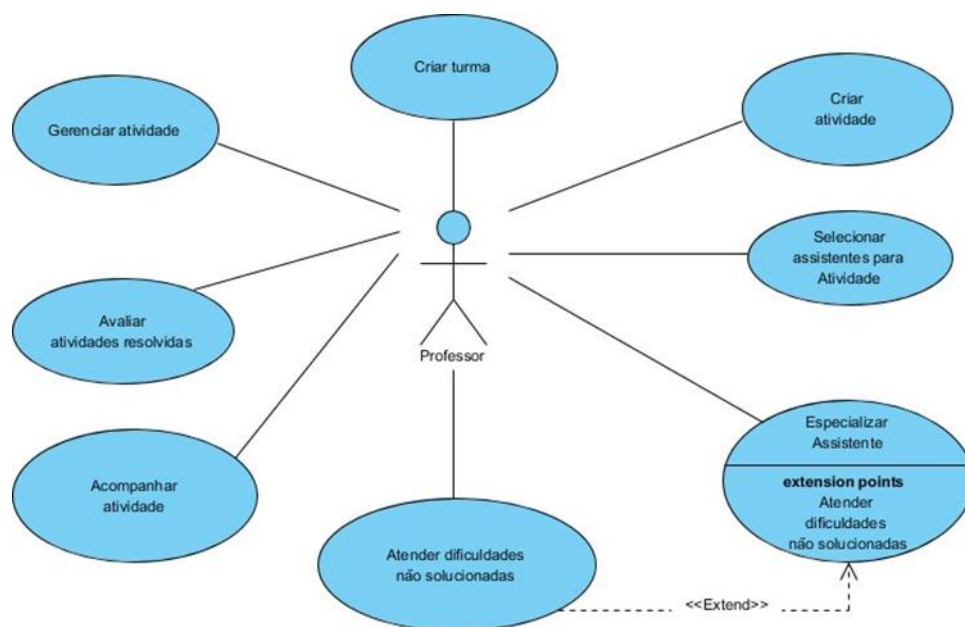 Criar turma
Gerenciar atividade
Criar
atividade
Selecionar
assistentes para
Atividade
Avaliar
atividades resolvidas
Professor
Especializar
Assistente
extension points
Atender
dificuldades
não solucionadas
Acompanhar
atividade
Atender dificuldades
não solucionadas
<<Extend>>